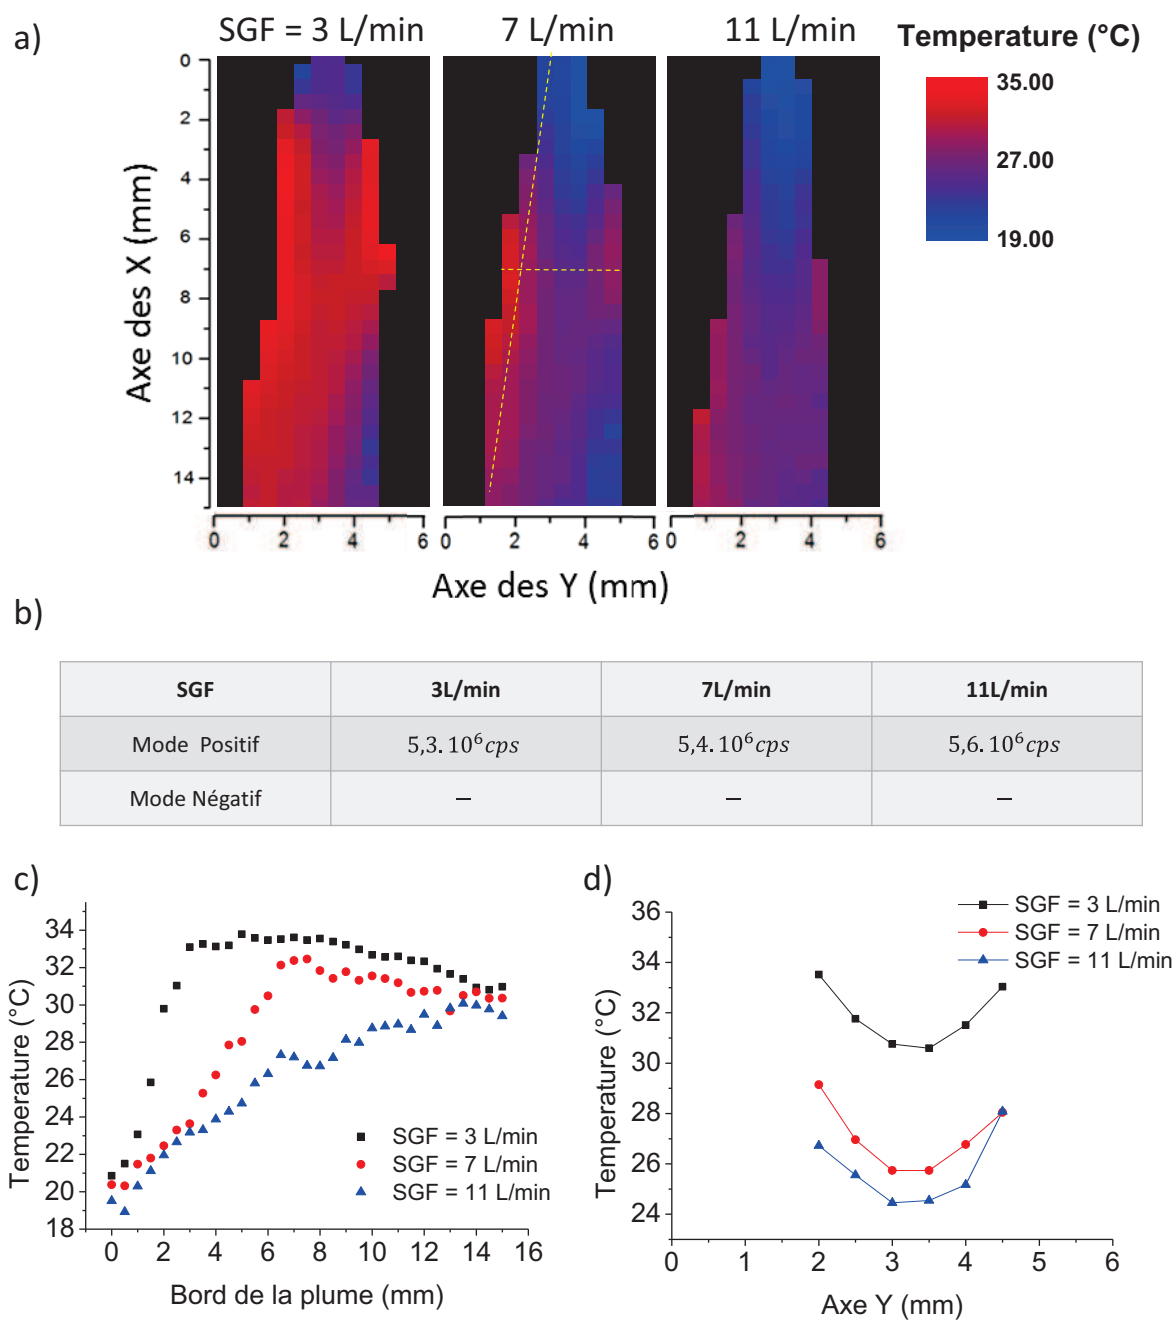 a)
SGF = 3 L/min 7 L/min 11 L/min Temperature (°C)
35.00
27.00
19.00
Axe des X (mm)
0
2
4
6
8
10
12
14
0 2 4 6 0 2 4 6 0 2 4 6
Axe des Y (mm)
b)
SGF 3L/min 7L/min 11L/min
Mode Positif 5,3.10⁶cps 5,4.10⁶cps 5,6.10⁶cps
Mode Négatif – – –
c)
Temperature (°C)
34
32
30
28
26
24
22
20
18
SGF = 3 L/min
SGF = 7 L/min
SGF = 11 L/min
0 2 4 6 8 10 12 14 16
Bord de la plume (mm)
d)
Temperature (°C)
36
34
32
30
28
26
24
SGF = 3 L/min
SGF = 7 L/min
SGF = 11 L/min
0 1 2 3 4 5 6
Axe Y (mm)